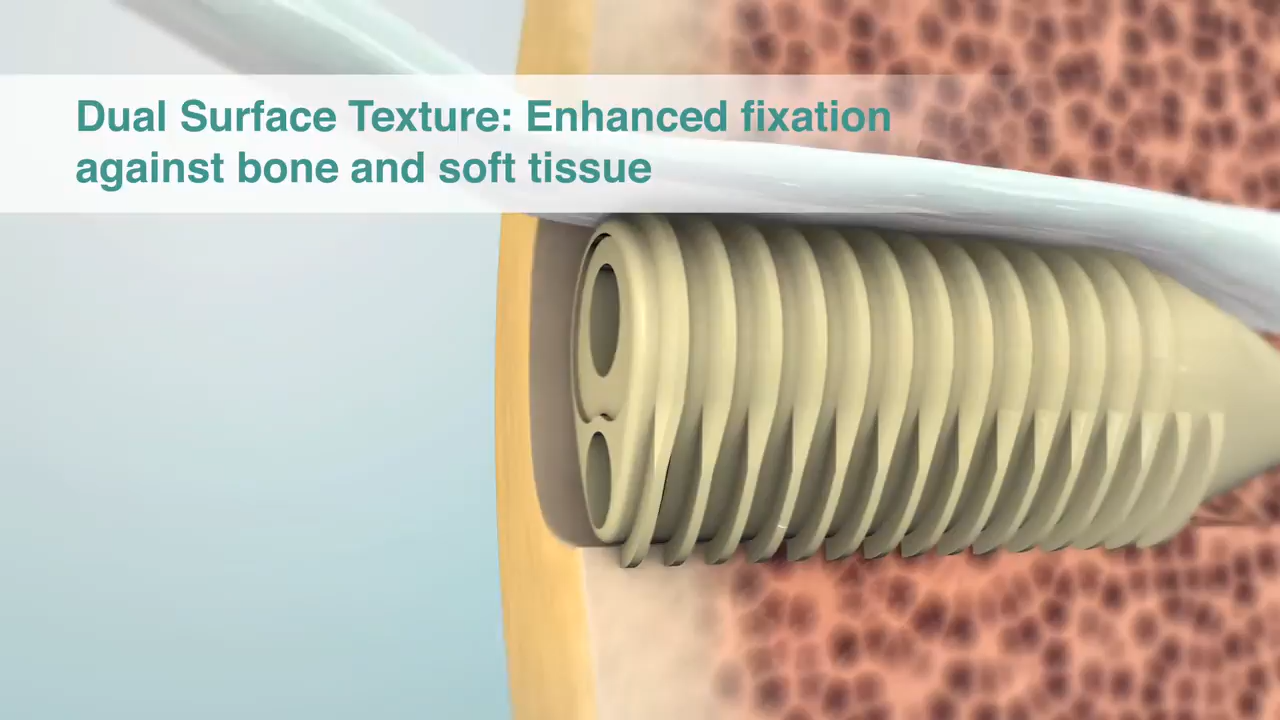 Dual Surface Texture: Enhanced fixation
against bone and soft tissue